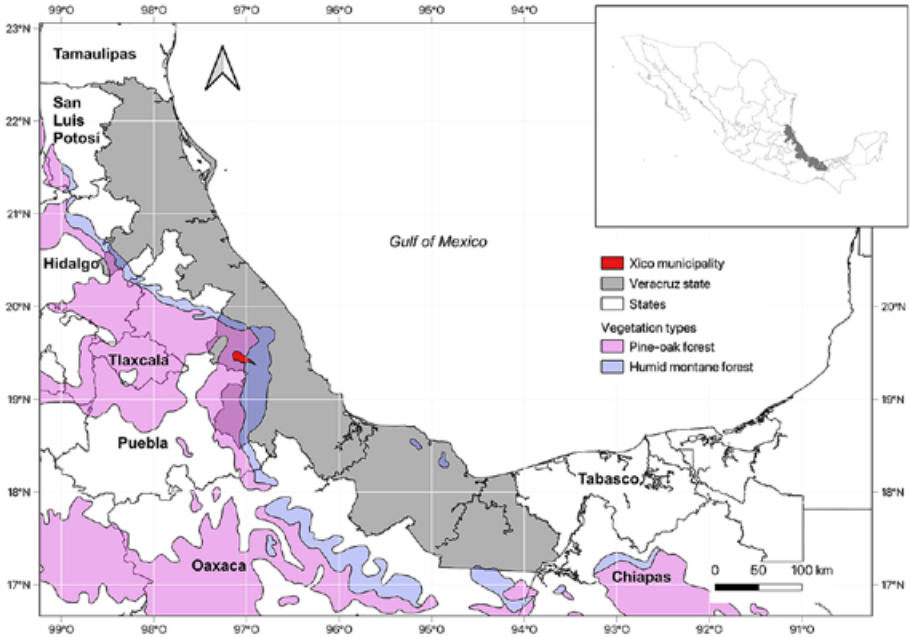 99°N 98°N 97°N 96°N 95°N 94°N
23°N
Tamaulipas
San
Luis
Potosí
22°N
21°N
Gulf of Mexico
Hidalgo
Xico municipality
Veracruz state
States
Vegetation types
Pine-oak forest
Humid montane forest
20°N 20°N
Tlaxcala
19°N 19°N
Puebla
Tabasco
18°N 18°N
Oaxaca
Chiapas
0 50 100 km
17°N 17°N
99°N 98°N 97°N 96°N 95°N 94°N 93°N 92°N 91°N